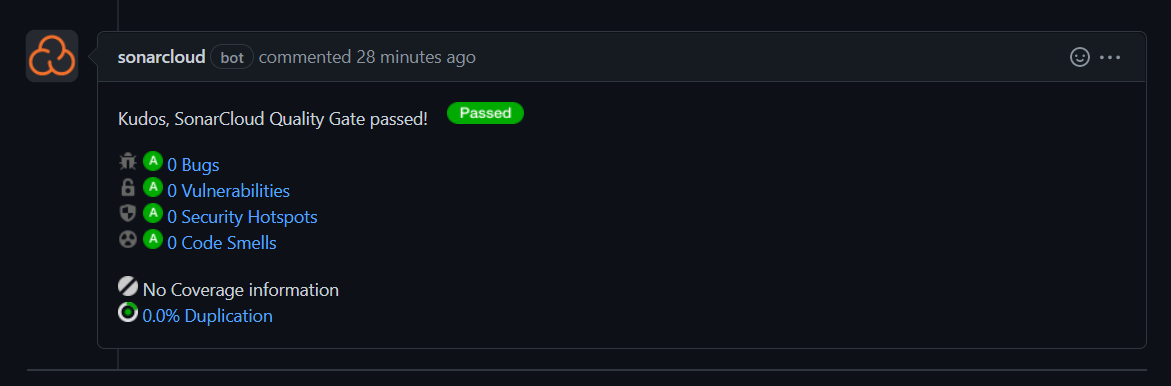 sonarcloud bot commented 28 minutes ago
Kudos, SonarCloud Quality Gate passed! Passed
A 0 Bugs
A 0 Vulnerabilities
A 0 Security Hotspots
A 0 Code Smells
No Coverage information
0.0% Duplication